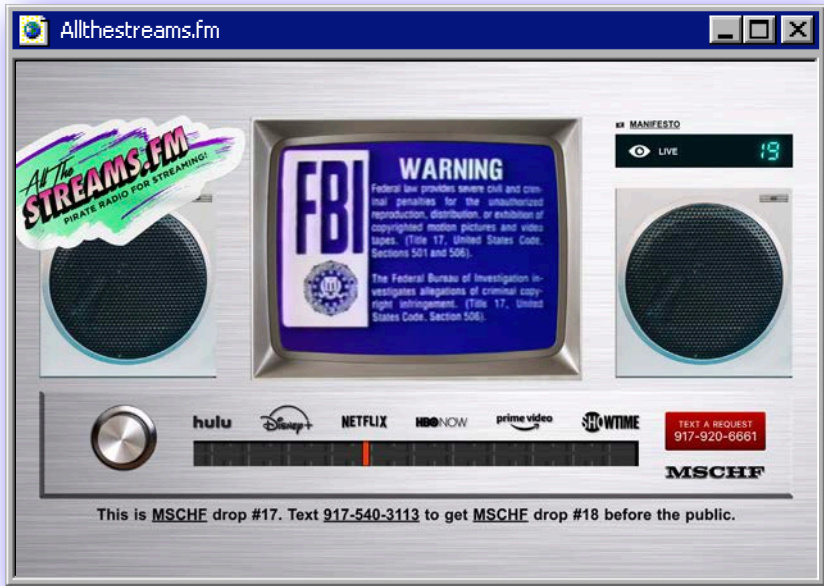 Allthestreams.fm
All The
STREAMS.FM
PIRATE RADIO FOR STREAMING!
MANIFESTO
LIVE
19
FBI
WARNING
Federal law provides severe civil and crim-
inal penalties for the unauthorized
reproduction, distribution, or exhibition of
copyrighted motion pictures and video
tapes. (Title 17, United States Code,
Sections 501 and 506).
The Federal Bureau of Investigation in-
vestigates allegations of criminal copy-
right infringement. (Title 17, United
States Code, Section 506).
hulu
Disney+
NETFLIX
HBO NOW
prime video
SHOWTIME
TEXT A REQUEST
917-920-6661
MSCHF
This is MSCHF drop #17. Text 917-540-3113 to get MSCHF drop #18 before the public.